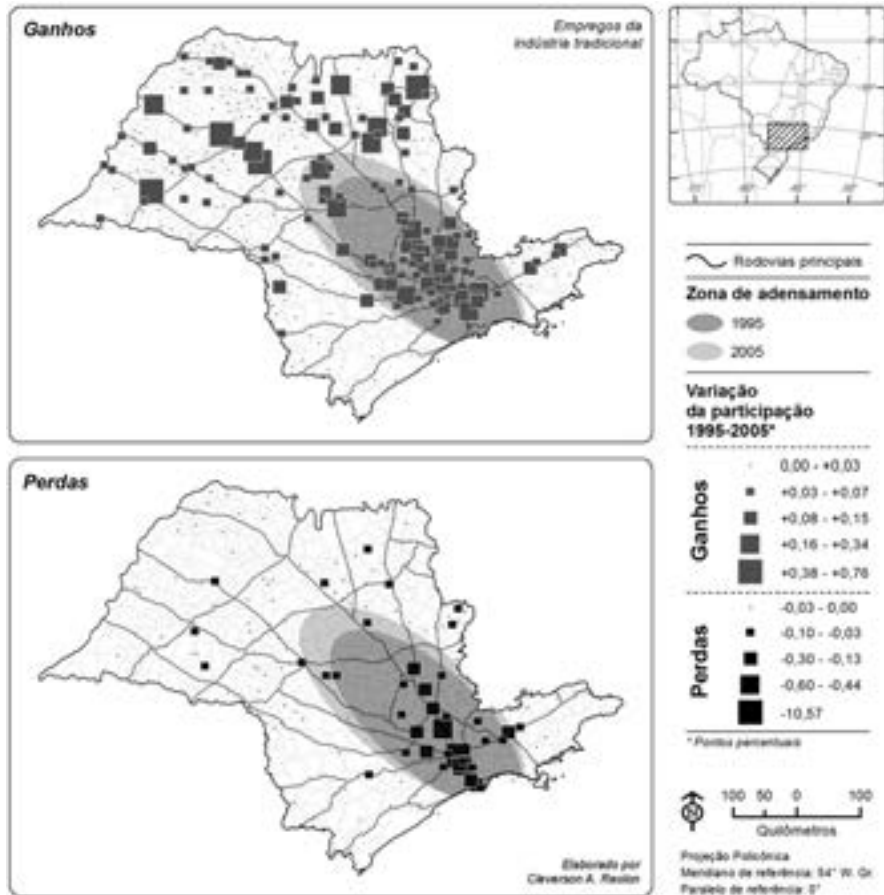 Ganhos
Empregos da
indústria tradicional
Rodovias principais
Zona de adensamento
1995
2005
Variação
da participação
1995-2005*
Ganhos
0,00 - +0,03
+0,03 - +0,07
+0,08 - +0,15
+0,16 - +0,34
+0,38 - +0,76
Perdas
-0,03 - 0,00
-0,10 - -0,03
-0,30 - -0,13
-0,60 - -0,44
-10,57
* Pontos percentuais
Perdas
Elaborado por
Cleverson A.
N
100 50 0 100
Quilômetros
Projeção Policônica
Meridiano de referência: 54° W. Gr.
Paralelo de referência: 0°